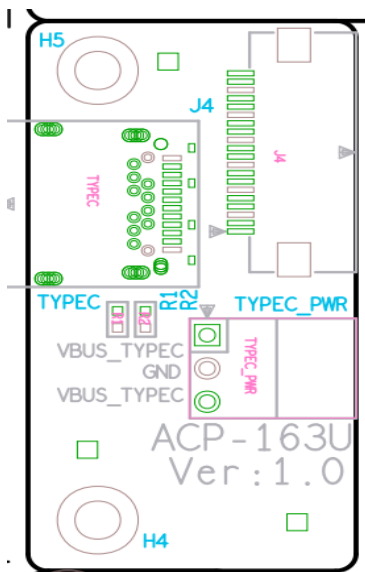 H5
J4
J4
TYPEC
TYPEC
R1
R2
R1
R2
TYPEC_PWR
VBUS_TYPEC
GND
VBUS_TYPEC
TYPEC_PWR
ACP-163U
Ver:1.0
H4